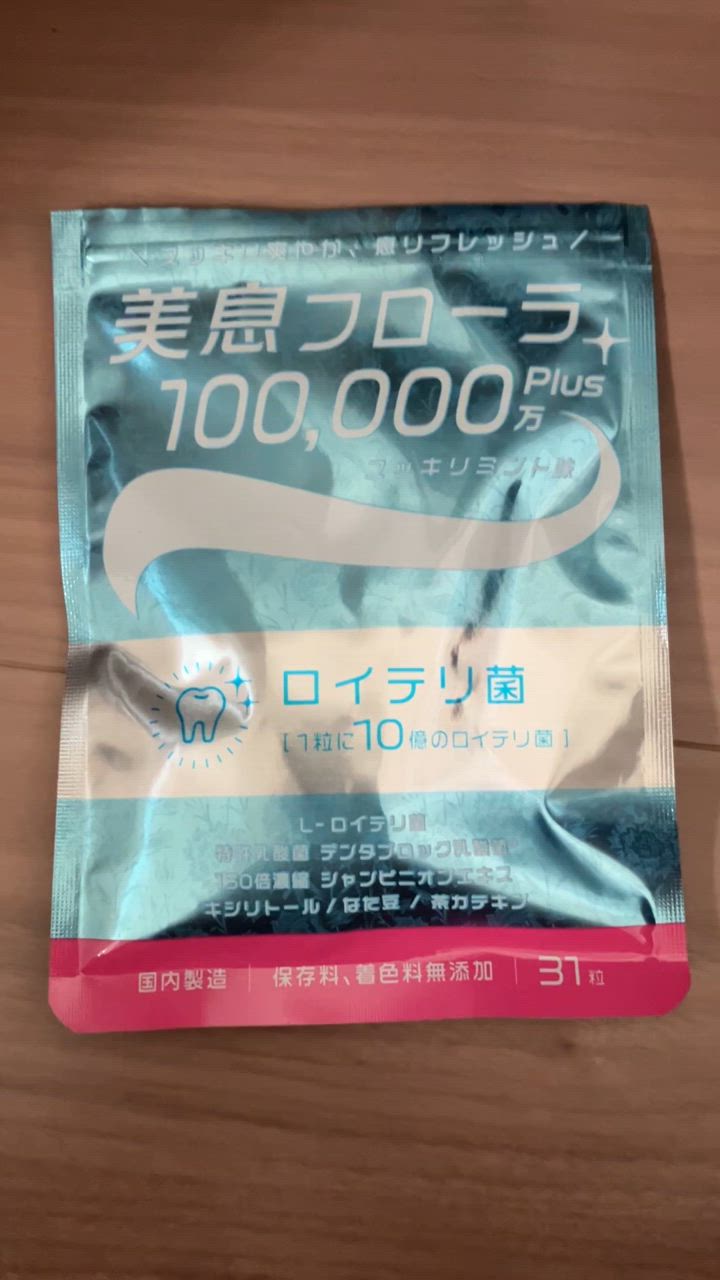 \ スッキリ爽やか、息リフレッシュ /
美息フローラ
100,000万 Plus
スッキリミント味
ロイテリ菌
[ 1粒に10億のロイテリ菌 ]
L-ロイテリ菌
特許乳酸菌 デンタブロック乳酸菌®
150倍濃縮 シャンピニオンエキス
キシリトール / なた豆 / 茶カテキン
国内製造 | 保存料、着色料無添加 | 31粒